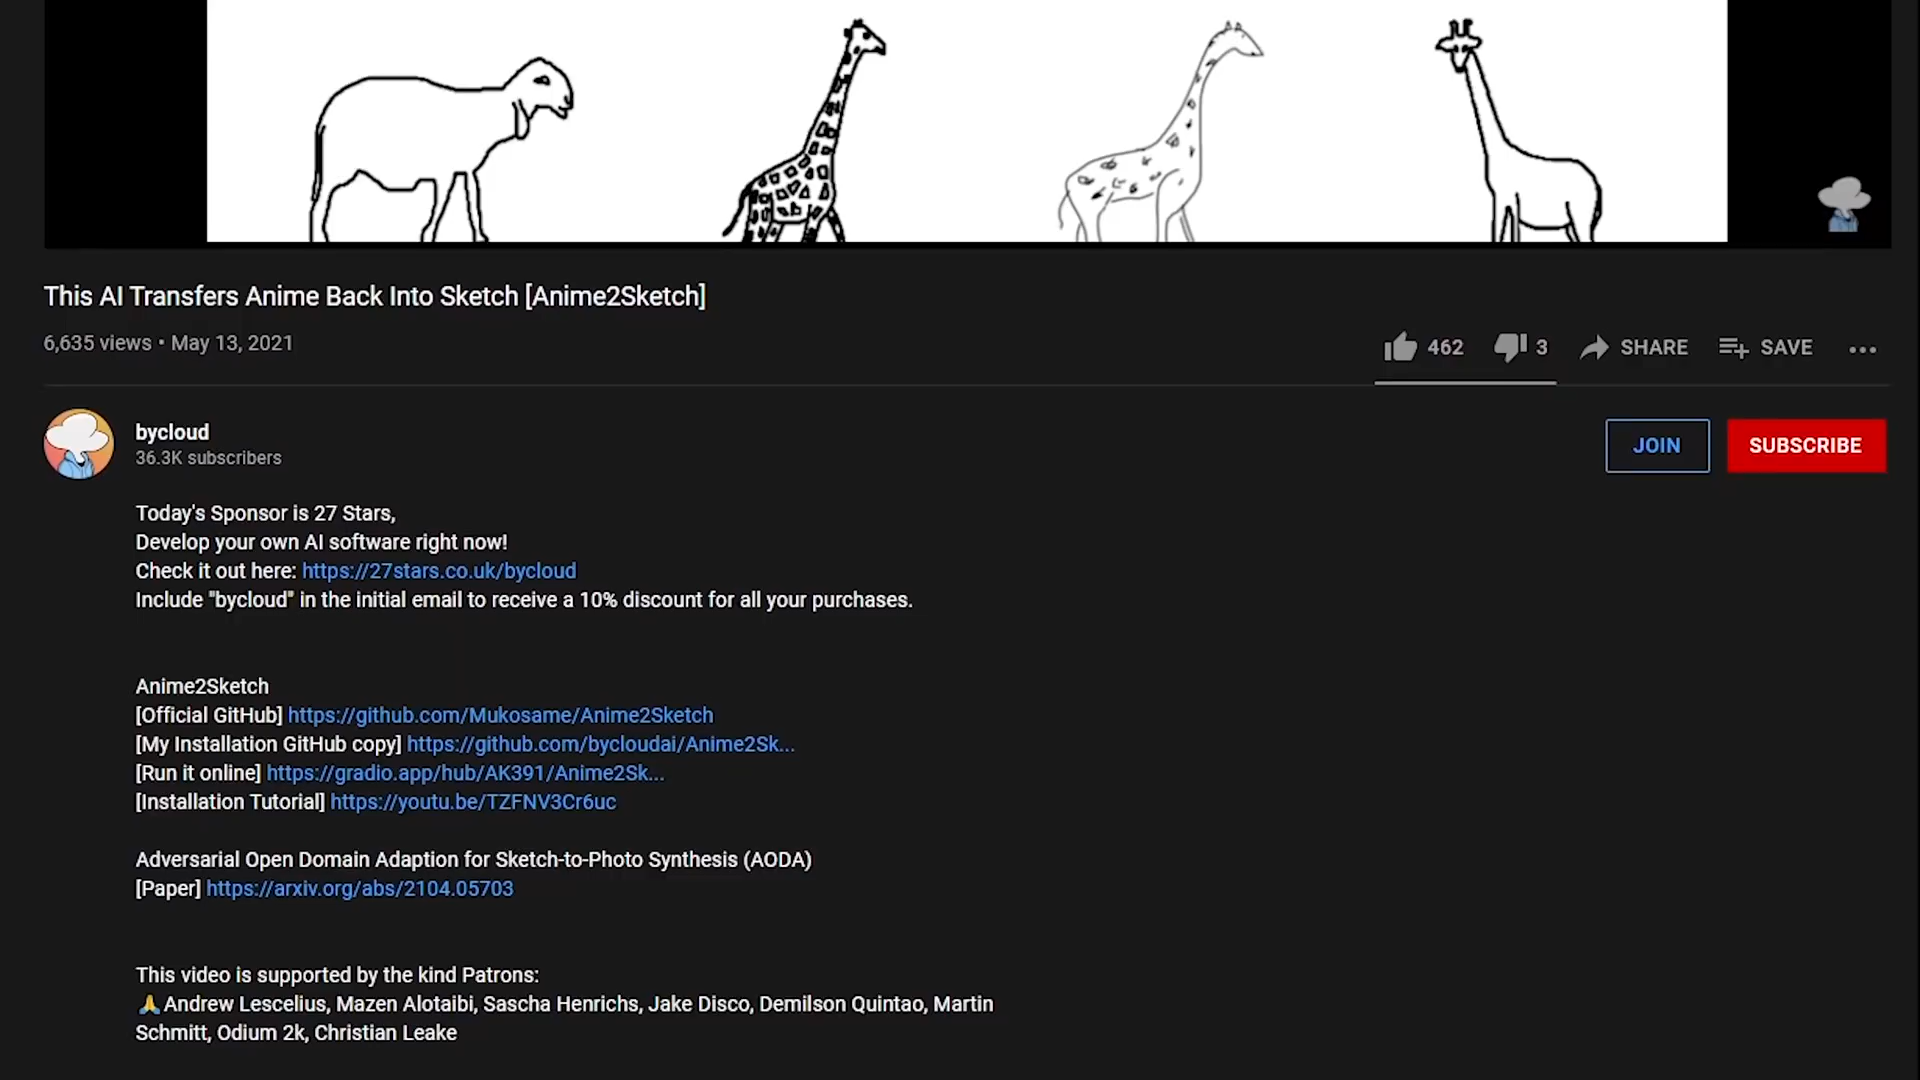 This AI Transfers Anime Back Into Sketch [Anime2Sketch]
6,635 views • May 13, 2021
462 3 SHARE SAVE ...
bycloud
36.3K subscribers
JOIN SUBSCRIBE
Today's Sponsor is 27 Stars,
Develop your own AI software right now!
Check it out here: https://27stars.co.uk/bycloud
Include "bycloud" in the initial email to receive a 10% discount for all your purchases.
Anime2Sketch
[Official GitHub] https://github.com/Mukosame/Anime2Sketch
[My Installation GitHub copy] https://github.com/bycloudai/Anime2Sk...
[Run it online] https://gradio.app/hub/AK391/Anime2Sk...
[Installation Tutorial] https://youtu.be/TZFNV3Cr6uc
Adversarial Open Domain Adaption for Sketch-to-Photo Synthesis (AODA)
[Paper] https://arxiv.org/abs/2104.05703
This video is supported by the kind Patrons:
🙏Andrew Lescelius, Mazen Alotaibi, Sascha Henrichs, Jake Disco, Demilson Quintao, Martin
Schmitt, Odium 2k, Christian Leake